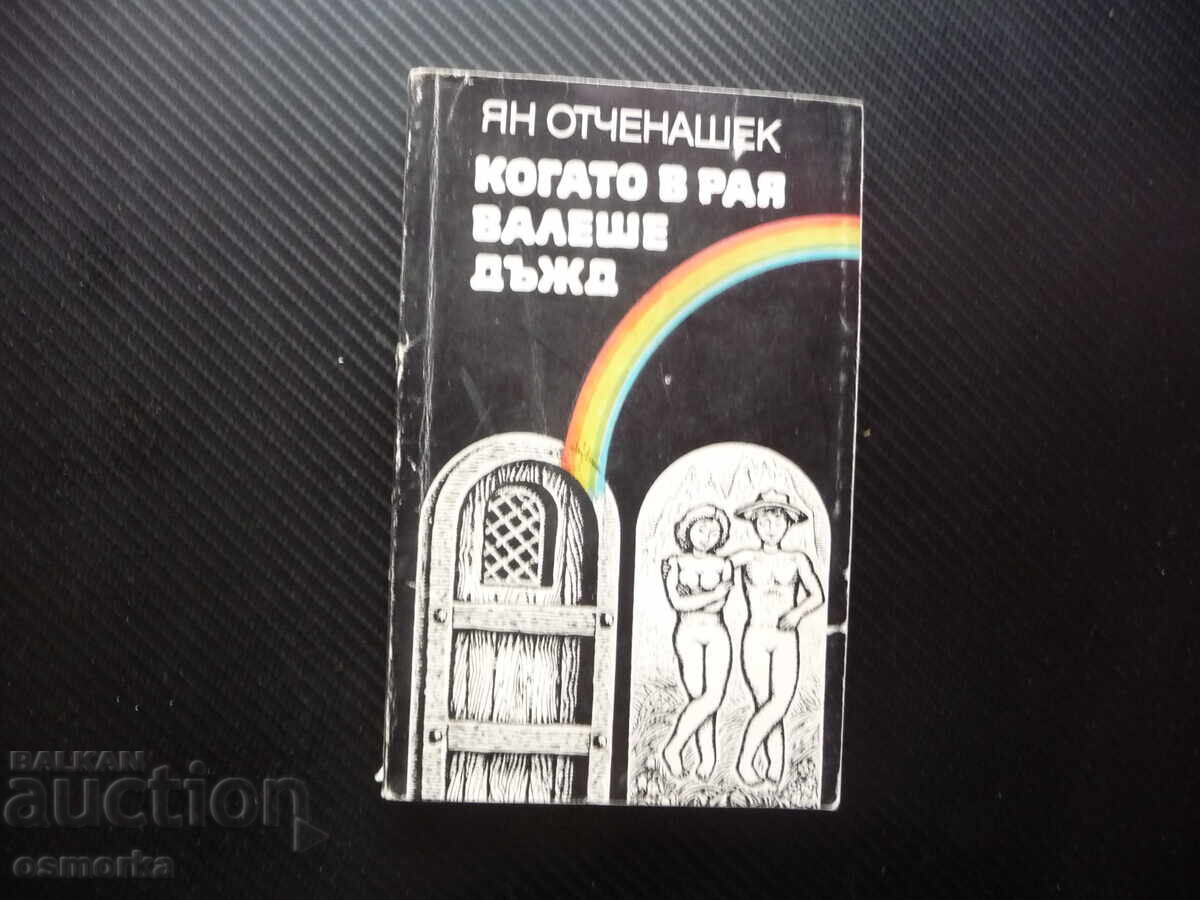 ЯН ОТЧЕНАШЕК
КОГАТО В РАЯ
ВАЛЕШЕ
ДЪЖД
BALKAN
auction
osmorka